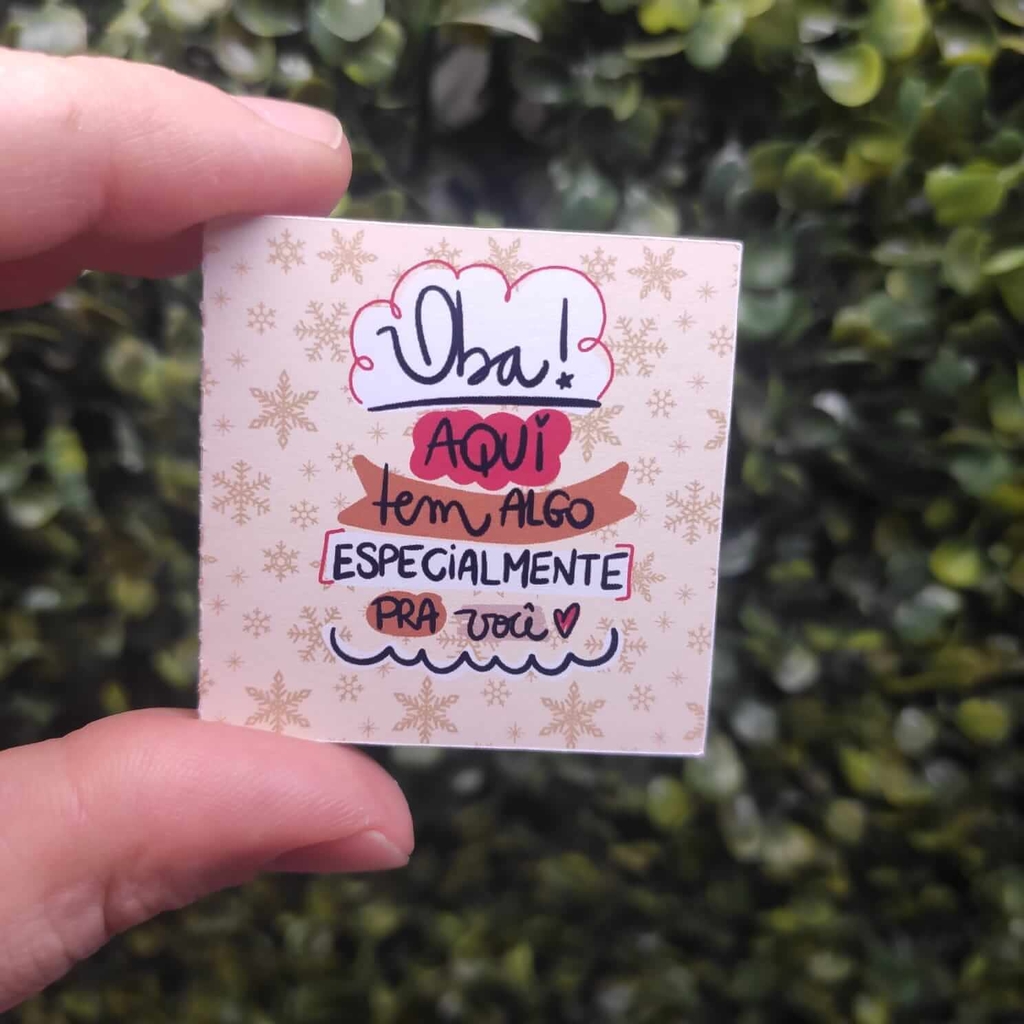 Oba!
AQUi
tem ALGO
ESPECiALMENTE
PRA você